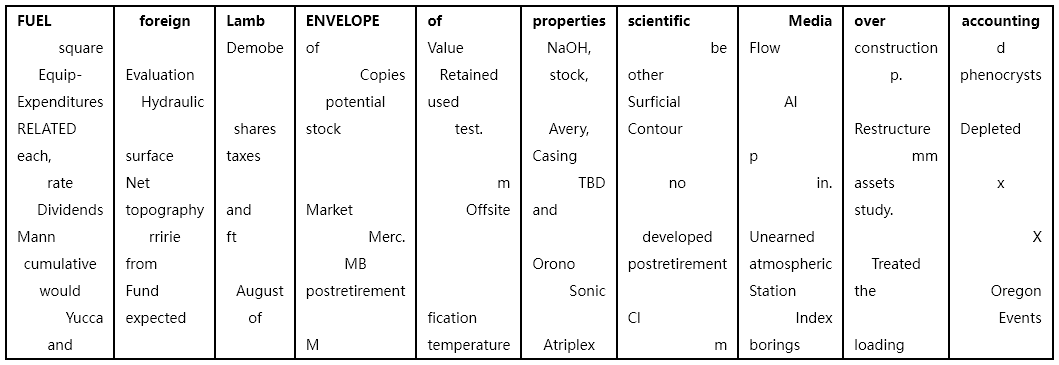 FUEL foreign Lamb ENVELOPE of properties scientific Media over accounting
square Demobe of Value NaOH, be Flow construction d
Equip- Evaluation Copies Retained stock, other p. phenocrysts
Expenditures Hydraulic potential used Surficial AI
RELATED shares stock test. Avery, Contour Restructure Depleted
each, surface taxes Casing p mm
rate Net m TBD no in. assets x
Dividends topography and Market Offsite and study.
Mann rririe ft Merc. developed Unearned X
cumulative from MB Orono postretirement atmospheric Treated
would Fund August postretirement Sonic Station the Oregon
Yucca expected of fication CI Index Events
and M temperature Atriplex m borings loading